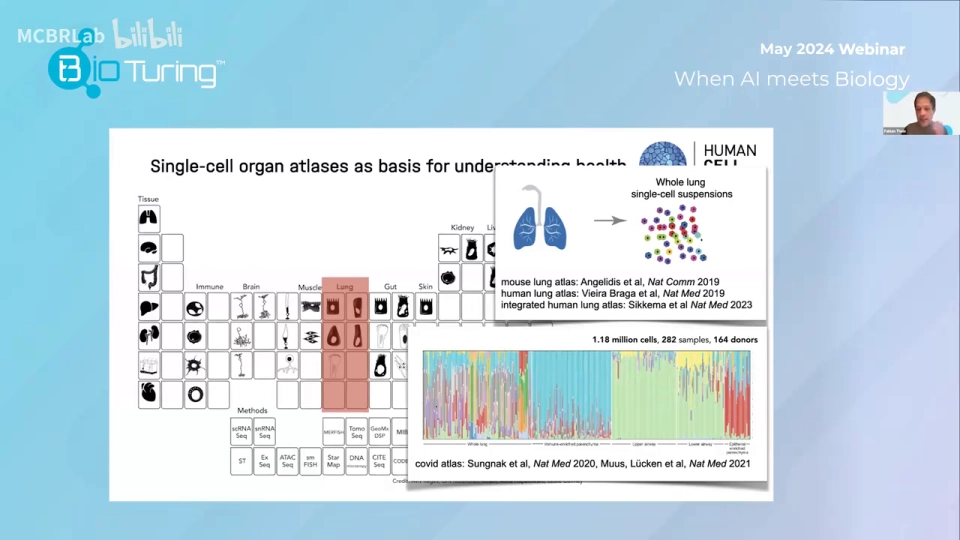 MCBRLab bilibili
BioTuring™
May 2024 Webinar
When AI meets Biology
Single-cell organ atlases as basis for understanding health
HUMAN
CELL
Tissue
Kidney
Immune
Brain
Muscle
Lung
Gut
Skin
Whole lung
single-cell suspensions
mouse lung atlas: Angelidis et al, Nat Comm 2019
human lung atlas: Vieira Braga et al, Nat Med 2019
integrated human lung atlas: Sikkema et al Nat Med 2023
1.18 million cells, 282 samples, 164 donors
Whole lung
Upper airway
Lower airway
covid atlas: Sungnak et al, Nat Med 2020, Muus, Lücken et al, Nat Med 2021
Methods
scRNA Seq
snRNA Seq
MERFISH
Tomo Seq
GeoMx DSP
ST
Ex Seq
ATAC Seq
sm FISH
Star Map
DNA
CITE Seq